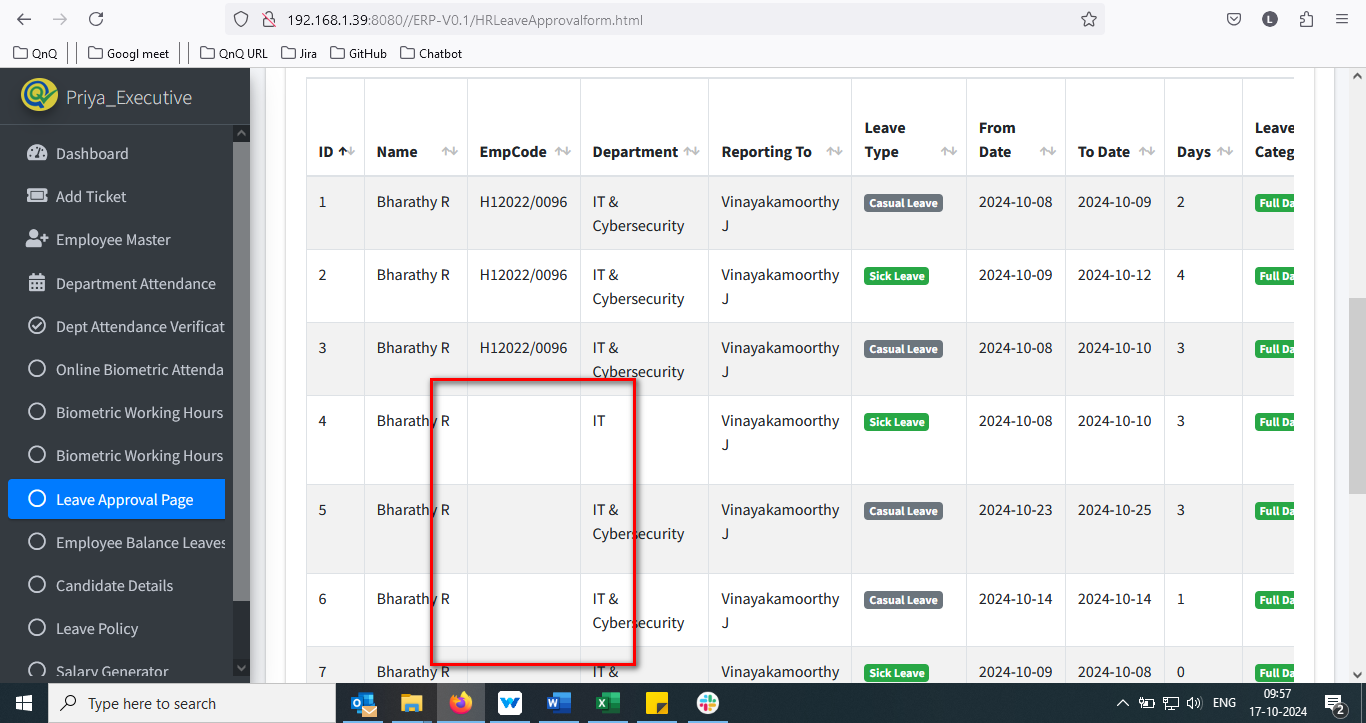 192.168.1.39:8080//ERP-V0.1/HRLeaveApprovalform.html
L
QnQ Googl meet QnQ URL Jira GitHub Chatbot
Priya_Executive
Dashboard
Add Ticket
Employee Master
Department Attendance
Dept Attendance Verificat
Online Biometric Attenda
Biometric Working Hours
Biometric Working Hours
Leave Approval Page
Employee Balance Leaves
Candidate Details
Leave Policy
Salary Generator
ID Name EmpCode Department Reporting To Leave Type From Date To Date Days Leave Categ
1 Bharathy R H12022/0096 IT & Cybersecurity Vinayakamoorthy J Casual Leave 2024-10-08 2024-10-09 2 Full Da
2 Bharathy R H12022/0096 IT & Cybersecurity Vinayakamoorthy J Sick Leave 2024-10-09 2024-10-12 4 Full Da
3 Bharathy R H12022/0096 IT & Cybersecurity Vinayakamoorthy J Casual Leave 2024-10-08 2024-10-10 3 Full Da
4 Bharathy R IT Vinayakamoorthy J Sick Leave 2024-10-08 2024-10-10 3 Full Da
5 Bharathy R IT & Cybersecurity Vinayakamoorthy J Casual Leave 2024-10-23 2024-10-25 3 Full Da
6 Bharathy R IT & Cybersecurity Vinayakamoorthy J Casual Leave 2024-10-14 2024-10-14 1 Full Da
7 Bharathy R IT & Vinayakamoorthy Sick Leave 2024-10-09 2024-10-08 0 Full Da
Type here to search
ENG
09:57
17-10-2024
2